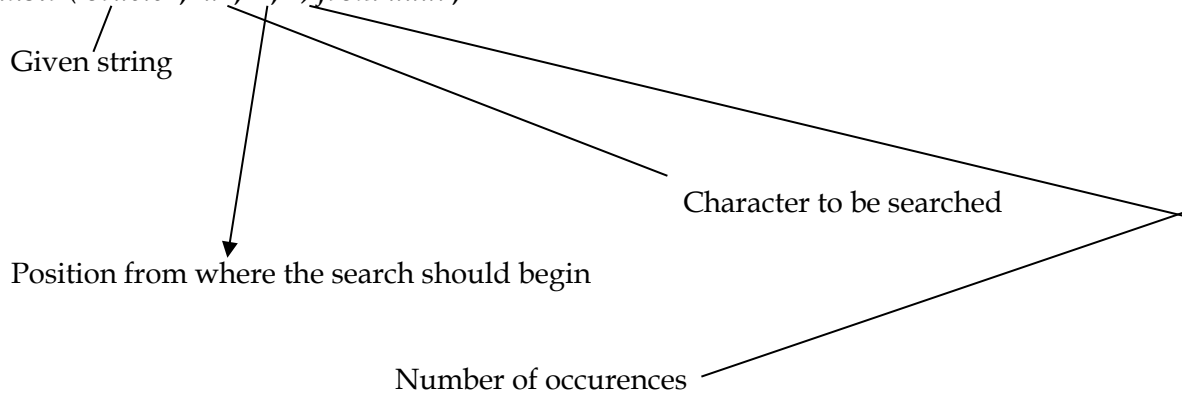 Given string
Character to be searched
Position from where the search should begin
Number of occurences